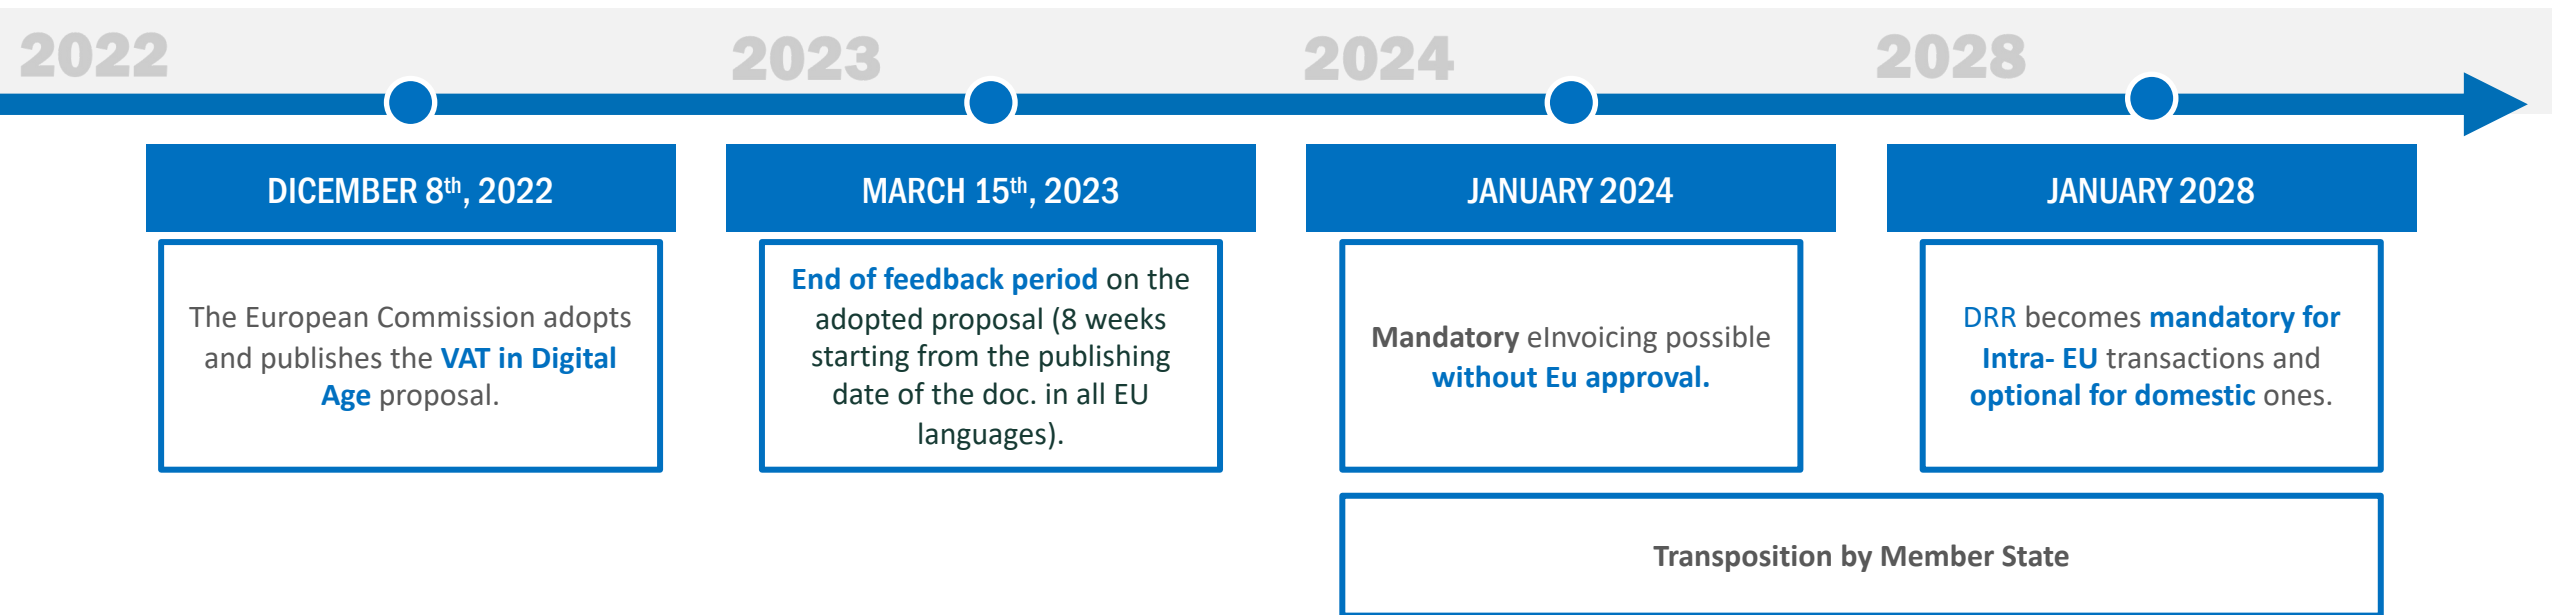 2022
2023
2024
2028
DICEMBER 8th, 2022
The European Commission adopts
and publishes the VAT in Digital
Age proposal.
MARCH 15th, 2023
End of feedback period on the
adopted proposal (8 weeks
starting from the publishing
date of the doc. in all EU
languages).
JANUARY 2024
Mandatory eInvoicing possible
without Eu approval.
JANUARY 2028
DRR becomes mandatory for
Intra- EU transactions and
optional for domestic ones.
Transposition by Member State